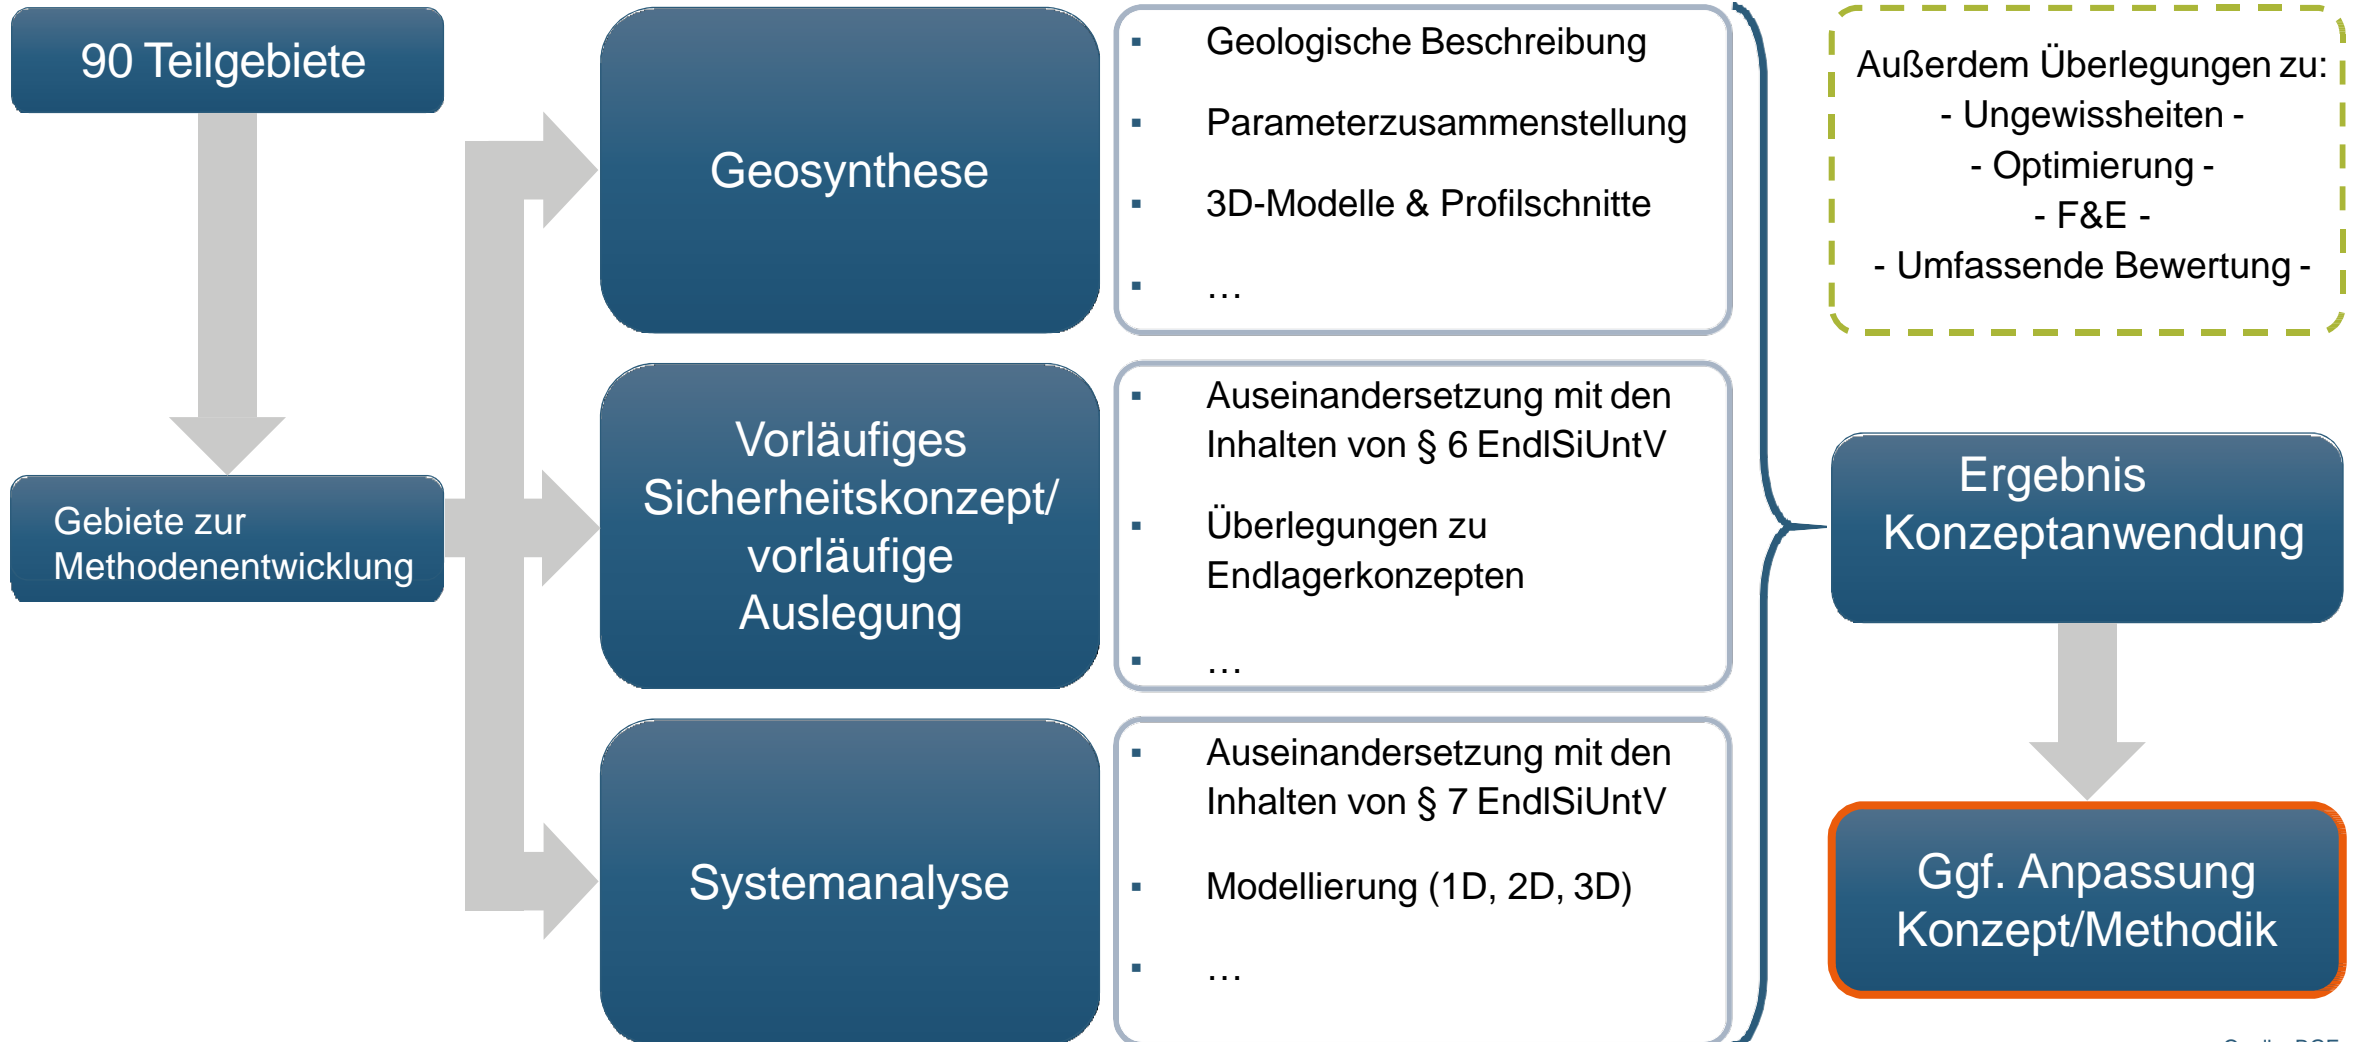 90 Teilgebiete
Gebiete zur
Methodenentwicklung
Geosynthese
▪ Geologische Beschreibung
▪ Parameterzusammenstellung
▪ 3D-Modelle & Profilschnitte
▪ …
Vorläufiges
Sicherheitskonzept/
vorläufige
Auslegung
▪ Auseinandersetzung mit den
Inhalten von § 6 EndlSiUntV
▪ Überlegungen zu
Endlagerkonzepten
▪ …
Systemanalyse
▪ Auseinandersetzung mit den
Inhalten von § 7 EndlSiUntV
▪ Modellierung (1D, 2D, 3D)
▪ …
Außerdem Überlegungen zu:
- Ungewissheiten -
- Optimierung -
- F&E -
- Umfassende Bewertung -
Ergebnis
Konzeptanwendung
Ggf. Anpassung
Konzept/Methodik